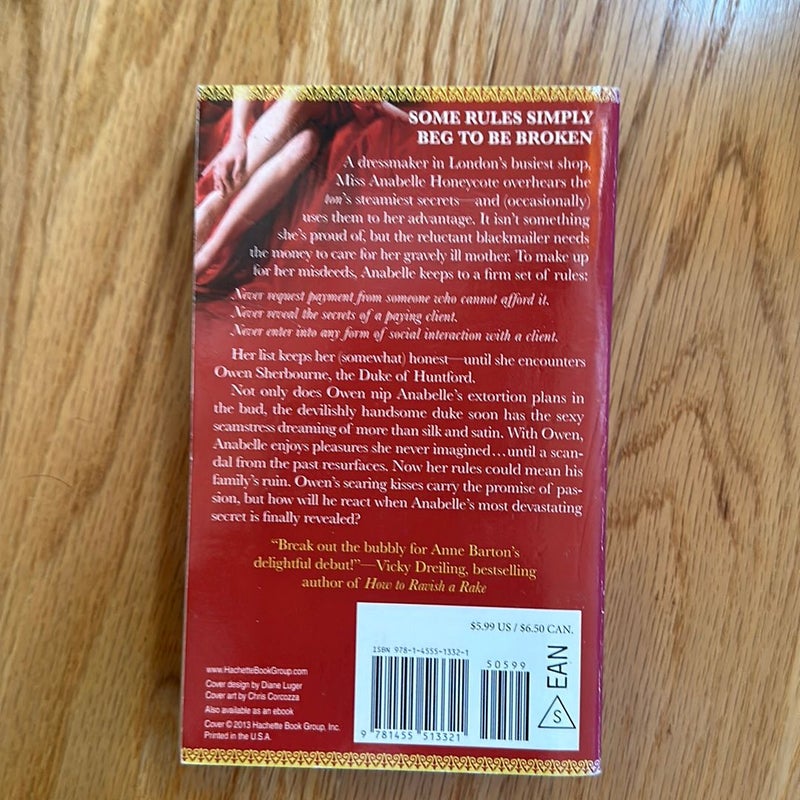 SOME RULES SIMPLY
BEG TO BE BROKEN
A dressmaker in London's busiest shop,
Miss Anabelle Honeycote overhears the
ton's steamiest secrets—and (occasionally)
uses them to her advantage. It isn't something
she's proud of, but the reluctant blackmailer needs
the money to care for her gravely ill mother. To make up
for her misdeeds, Anabelle keeps to a firm set of rules:
Never request payment from someone who cannot afford it.
Never reveal the secrets of a paying client.
Never enter into any form of social interaction with a client.
Her list keeps her (somewhat) honest—until she encounters
Owen Sherbourne, the Duke of Huntford.
Not only does Owen nip Anabelle's extortion plans in
the bud, the devilishly handsome duke soon has the sexy
seamstress dreaming of more than silk and satin. With Owen,
Anabelle enjoys pleasures she never imagined...until a scan-
dal from the past resurfaces. Now her rules could mean his
family's ruin. Owen's searing kisses carry the promise of pas-
sion, but how will he react when Anabelle's most devastating
secret is finally revealed?
"Break out the bubbly for Anne Barton's
delightful debut!"—Vicky Dreiling, bestselling
author of How to Ravish a Rake
$5.99 US / $6.50 CAN.
ISBN 978-1-4555-1332-1
50599
EAN
S
9 781455 513321
www.HachetteBookGroup.com
Cover design by Diane Luger
Cover art by Chris Corcozza
Also available as an ebook
Cover © 2013 Hachette Book Group, Inc.
Printed in the U.S.A.